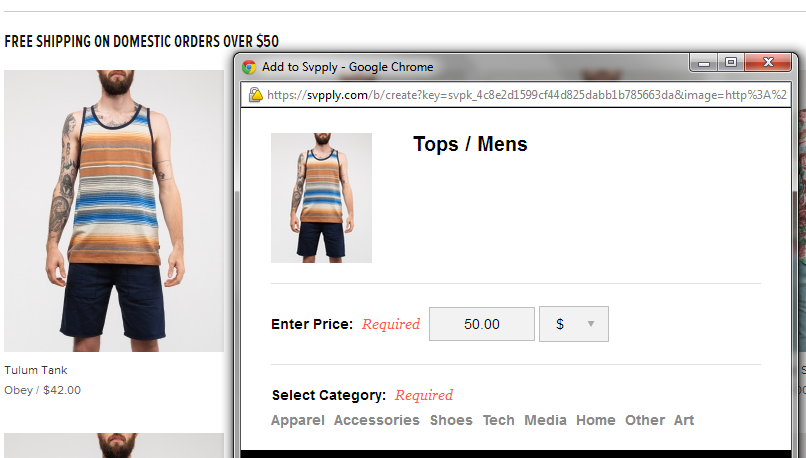 FREE SHIPPING ON DOMESTIC ORDERS OVER $50
Tulum Tank
Obey / $42.00
Add to Svpply - Google Chrome
https://svpply.com/b/create?key=svpk_4c8e2d1599cf44d825dabb1b785663da&image=http%3A%2
Tops / Mens
Enter Price: Required 50.00 $
Select Category: Required
Apparel Accessories Shoes Tech Media Home Other Art